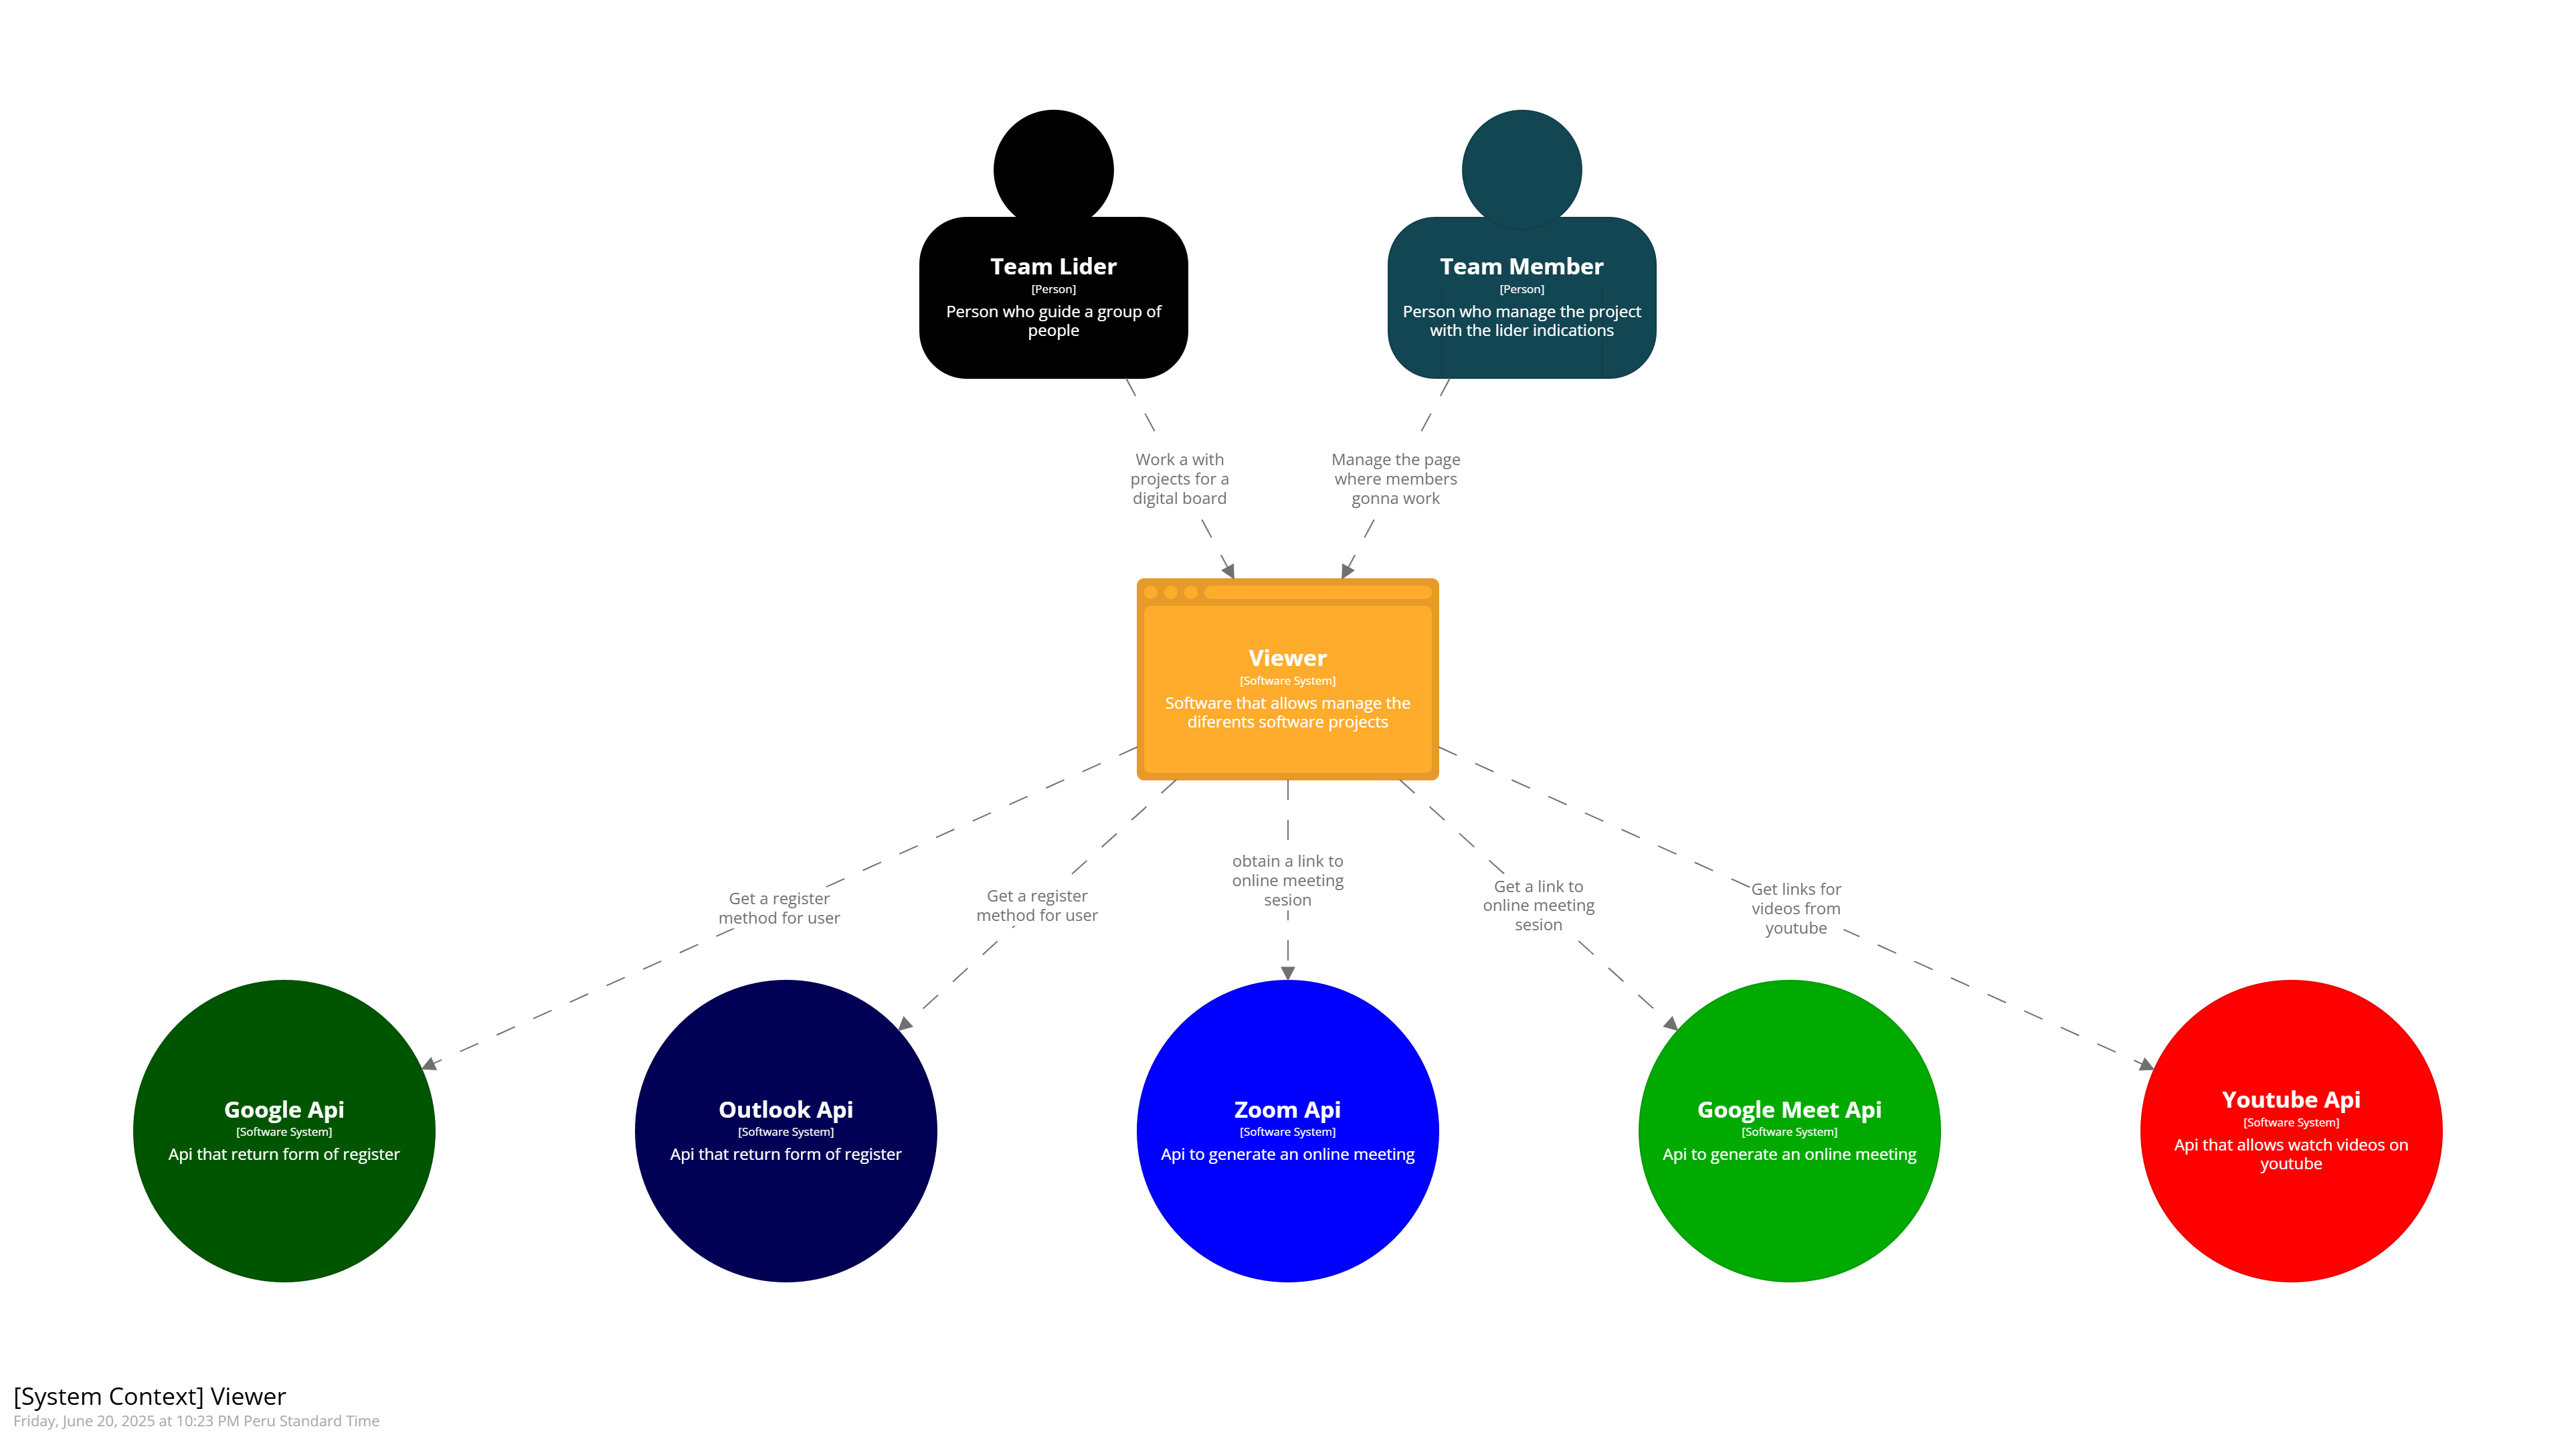 Team Lider
[Person]
Person who guide a group of
people
Team Member
[Person]
Person who manage the project
with the lider indications
Work a with
projects for a
digital board
Manage the page
where members
gonna work
Viewer
[Software System]
Software that allows manage the
diferents software projects
Get a register
method for user
Get a register
method for user
obtain a link to
online meeting
sesion
Get a link to
online meeting
sesion
Get links for
videos from
youtube
Google Api
[Software System]
Api that return form of register
Outlook Api
[Software System]
Api that return form of register
Zoom Api
[Software System]
Api to generate an online meeting
Google Meet Api
[Software System]
Api to generate an online meeting
Youtube Api
[Software System]
Api that allows watch videos on
youtube
[System Context] Viewer
Friday, June 20, 2025 at 10:23 PM Peru Standard Time